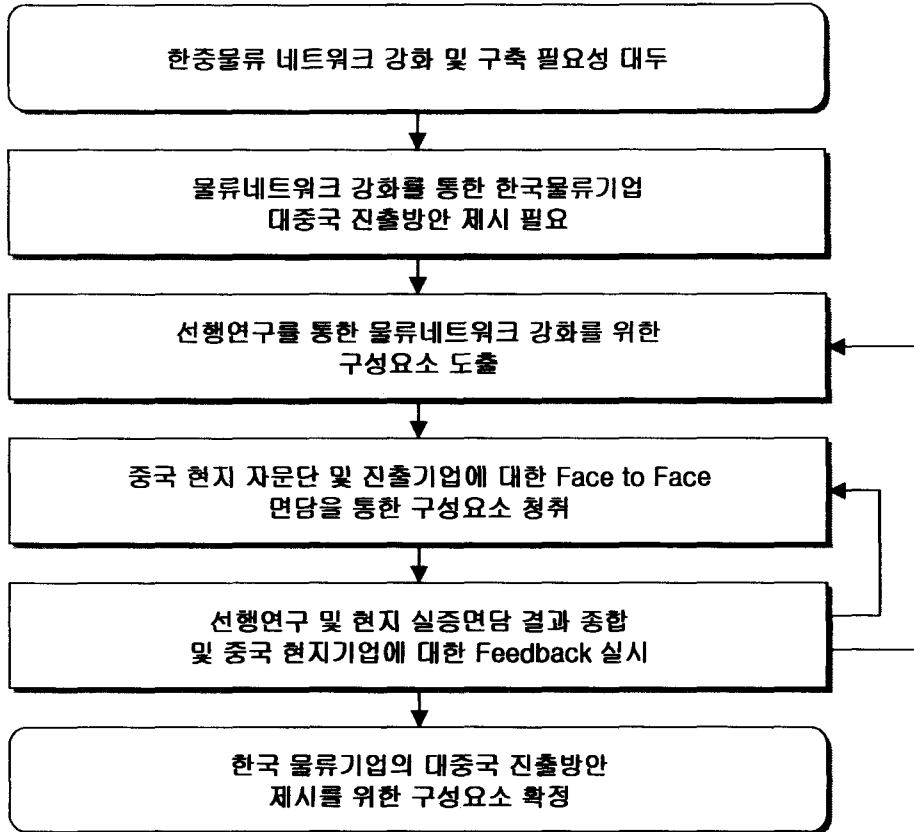 한중물류 네트워크 강화 및 구축 필요성 대두
물류네트워크 강화를 통한 한국물류기업
대중국 진출방안 제시 필요
선행연구를 통한 물류네트워크 강화를 위한
구성요소 도출
중국 현지 자문단 및 진출기업에 대한 Face to Face
면담을 통한 구성요소 청취
선행연구 및 현지 실증면담 결과 종합
및 중국 현지기업에 대한 Feedback 실시
한국 물류기업의 대중국 진출방안
제시를 위한 구성요소 확정